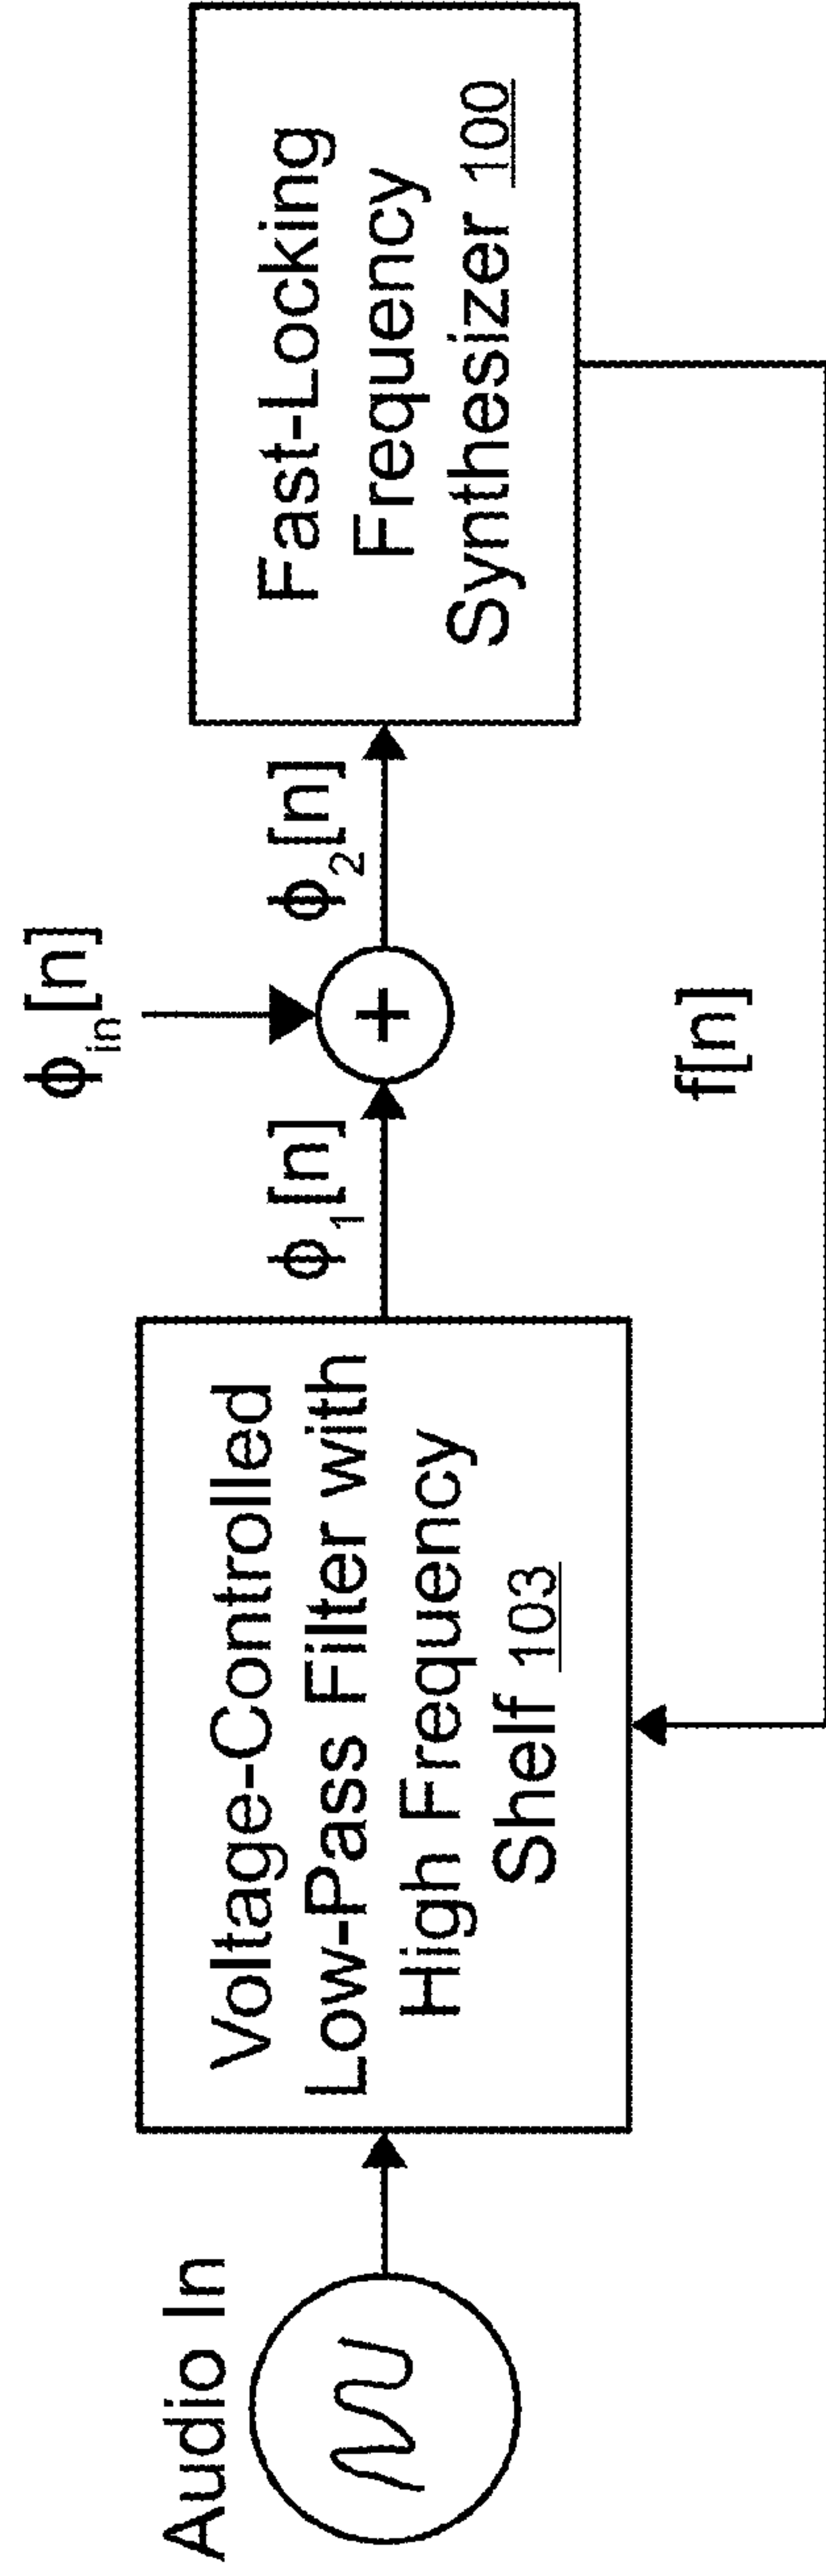 Audio In
Voltage-Controlled
Low-Pass Filter with
High Frequency
Shelf 103
ϕ1[n]
ϕin[n]
+
ϕ2[n]
Fast-Locking
Frequency
Synthesizer 100
f[n]